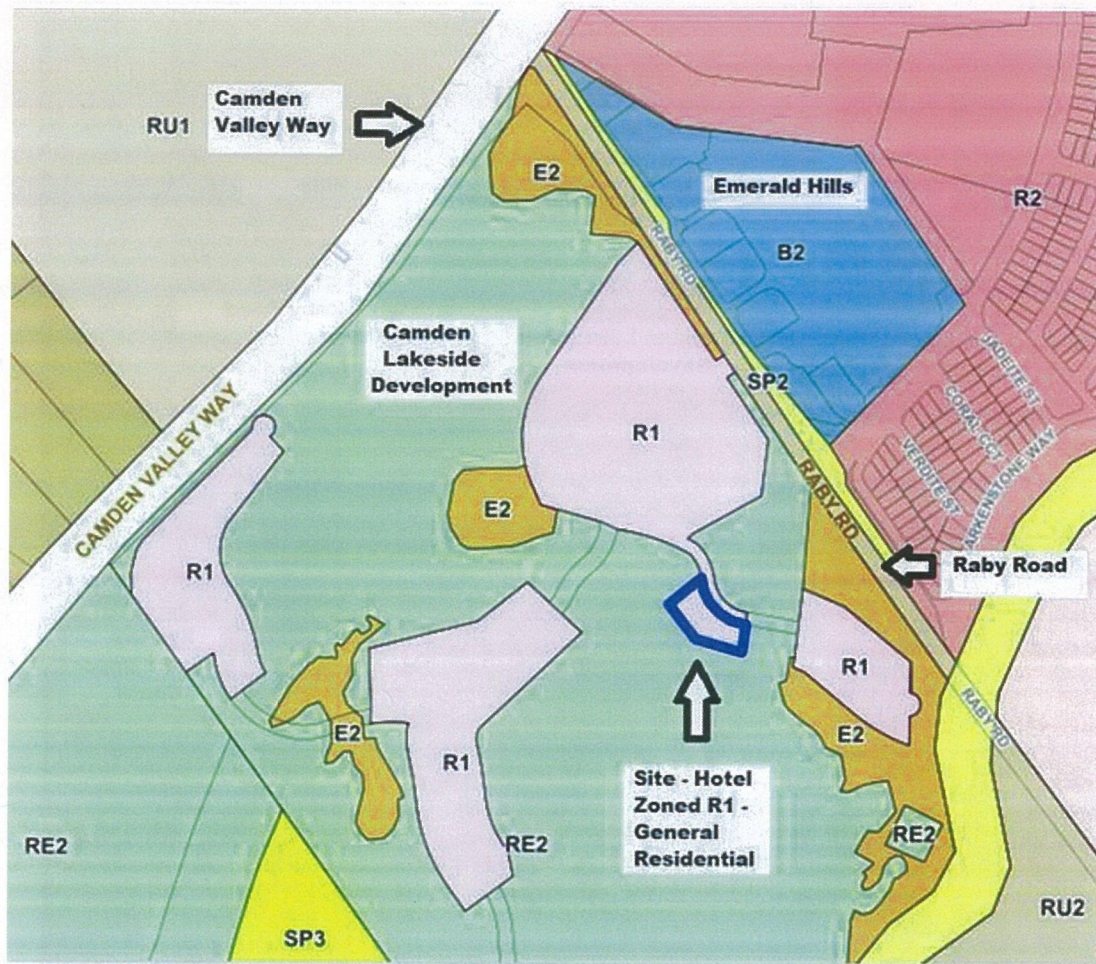 Camden
Valley Way
RU1
E2
Emerald Hills
R2
RABY RD
B2
Camden
Lakeside
Development
SP2
JADEITE ST
CORAL CCT
VERDITE ST
ARKENSTONE WAY
R1
CAMDEN VALLEY WAY
RABY RD
E2
Raby Road
R1
R1
RABY RD
E2
E2
R1
Site - Hotel
Zoned R1 -
General
Residential
RE2
RE2
RE2
RU2
SP3